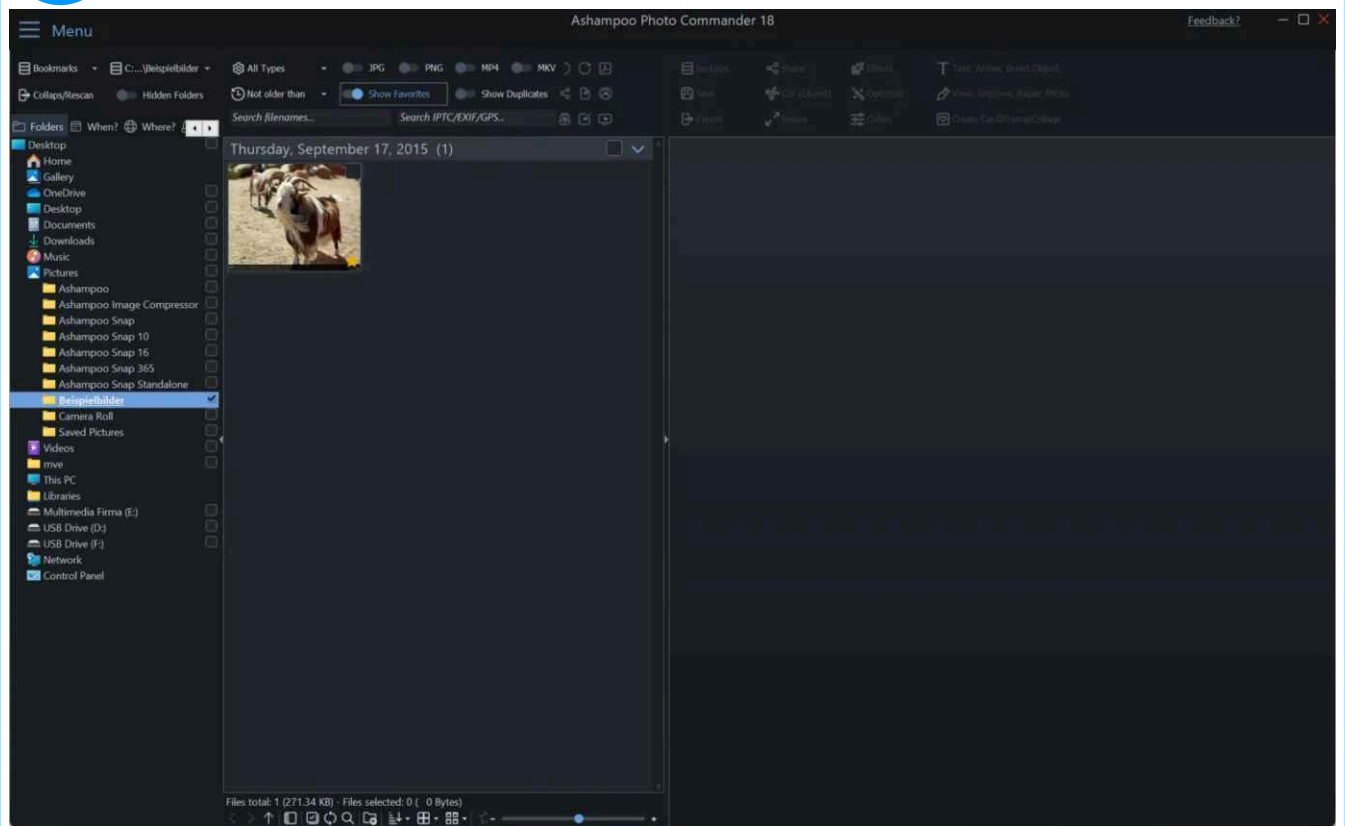 Ashampoo Photo Commander 18
Feedback?
Menu
Bookmarks
C:...\Beispielbilder
All Types
JPG
PNG
MP4
MKV
Collaps/Rescan
Hidden Folders
Not older than
Show Favorites
Show Duplicates
Search filenames...
Search IPTC/EXIF/GPS...
Save
Folders
When?
Where?
Thursday, September 17, 2015 (1)
Desktop
Home
Gallery
OneDrive
Desktop
Documents
Downloads
Music
Pictures
Ashampoo
Ashampoo Image Compressor
Ashampoo Snap
Ashampoo Snap 10
Ashampoo Snap 16
Ashampoo Snap 365
Ashampoo Snap Standalone
Beispielbilder
Camera Roll
Saved Pictures
Videos
mve
This PC
Libraries
Multimedia Firma (E:)
USB Drive (D:)
USB Drive (F:)
Network
Control Panel
Files total: 1 (271.34 KB) - Files selected: 0 ( 0 Bytes)